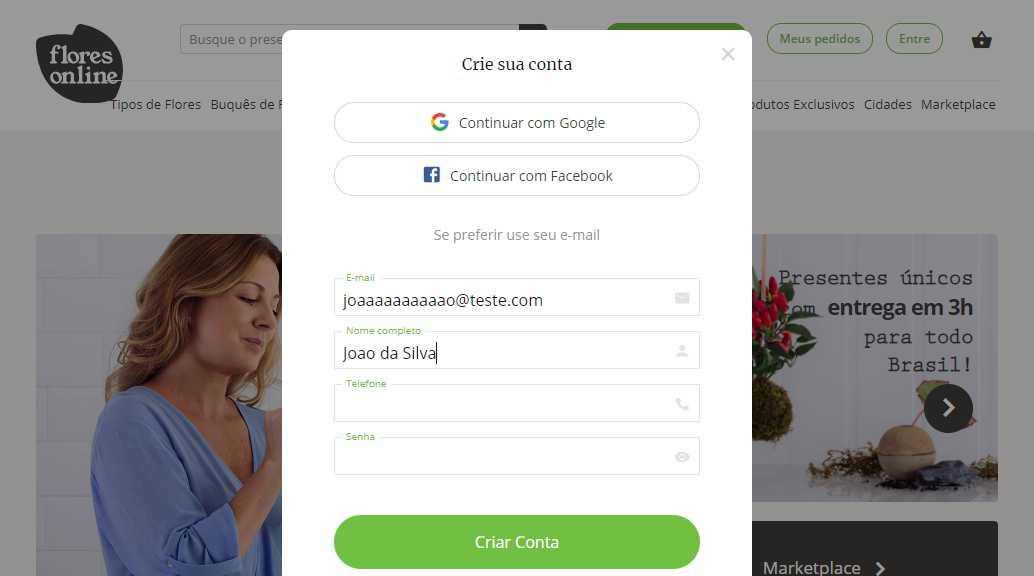 flores
online
Busque o prese
Meus pedidos
Entre
Tipos de Flores
Buquês de F
odutos Exclusivos
Cidades
Marketplace
Crie sua conta
Continuar com Google
Continuar com Facebook
Se preferir use seu e-mail
E-mail
joaaaaaaaaaao@teste.com
Nome completo
Joao da Silva
Telefone
Senha
Criar Conta
Presentes únicos
com entrega em 3h
para todo
Brasil!
Marketplace